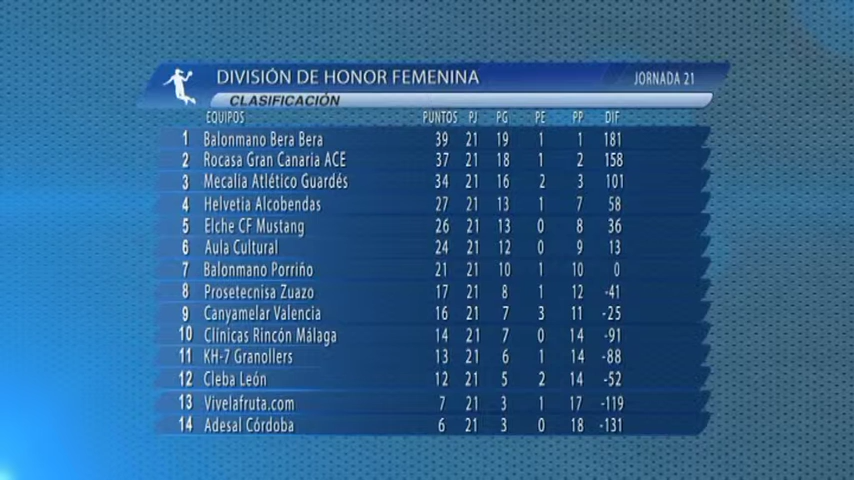 DIVISIÓN DE HONOR FEMENINA JORNADA 21
CLASIFICACIÓN
EQUIPOS PUNTOS PJ PG PE PP DIF
1 Balonmano Bera Bera 39 21 19 1 1 181
2 Rocasa Gran Canaria ACE 37 21 18 1 2 158
3 Mecalia Atlético Guardés 34 21 16 2 3 101
4 Helvetia Alcobendas 27 21 13 1 7 58
5 Elche CF Mustang 26 21 13 0 8 36
6 Aula Cultural 24 21 12 0 9 13
7 Balonmano Porriño 21 21 10 1 10 0
8 Prosetecnisa Zuazo 17 21 8 1 12 -41
9 Canyamelar Valencia 16 21 7 3 11 -25
10 Clínicas Rincón Málaga 14 21 7 0 14 -91
11 KH-7 Granollers 13 21 6 1 14 -88
12 Cleba León 12 21 5 2 14 -52
13 Vivelafruta.com 7 21 3 1 17 -119
14 Adesal Córdoba 6 21 3 0 18 -131